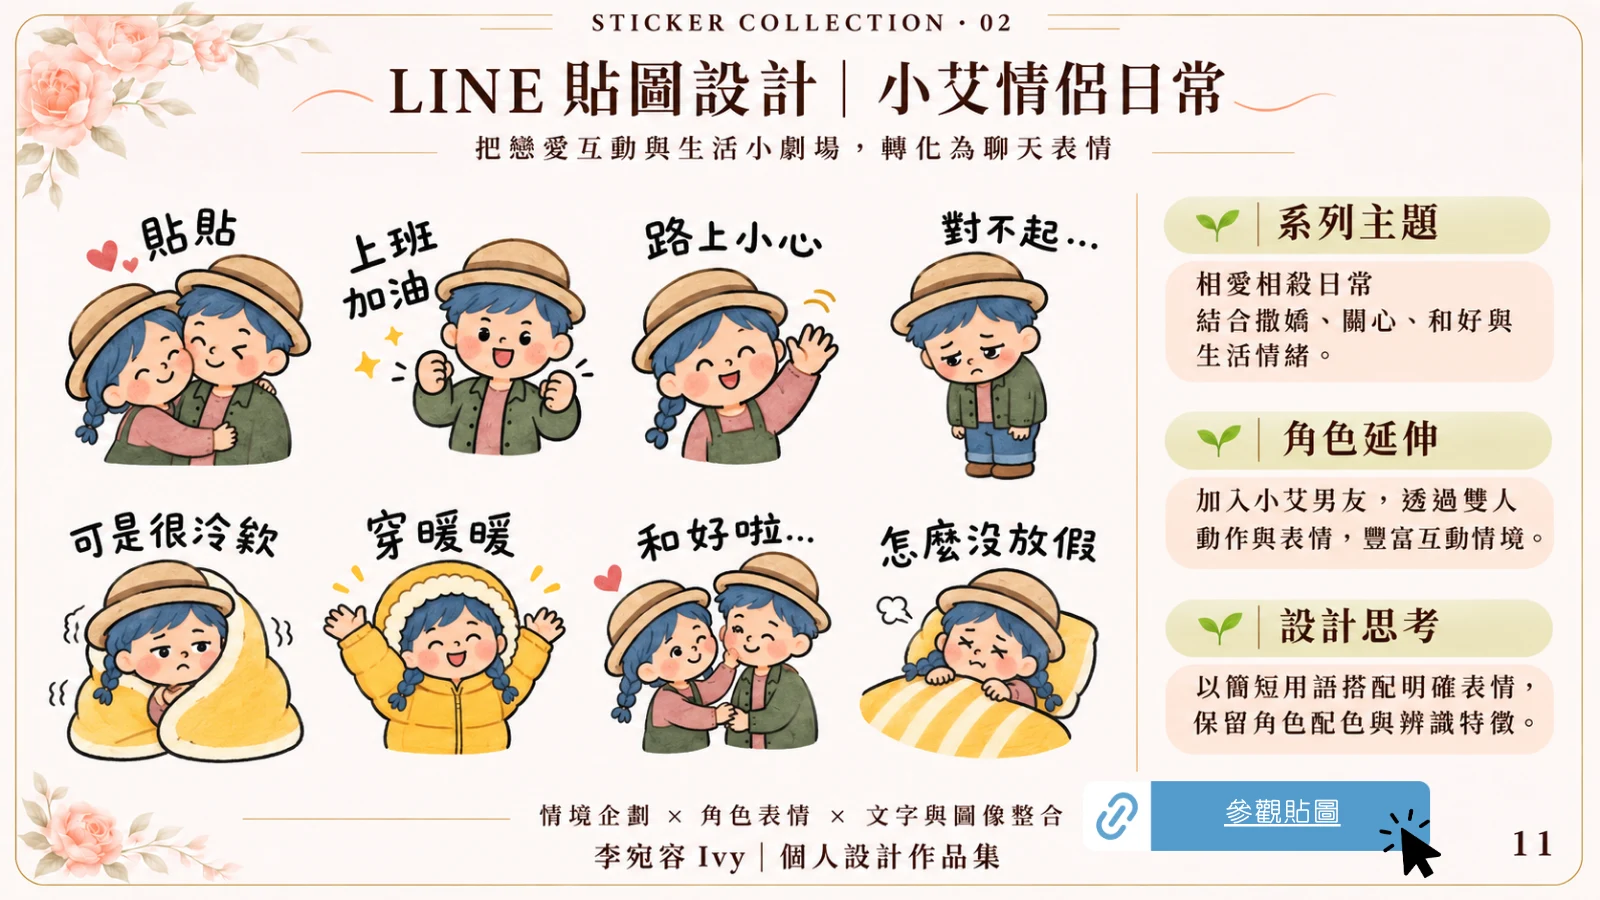 STICKER COLLECTION · 02
LINE 貼圖設計｜小艾情侶日常
把戀愛互動與生活小劇場，轉化為聊天表情
貼貼
上班
加油
路上小心
對不起...
可是很冷欸
穿暖暖
和好啦...
怎麼沒放假
系列主題
相愛相殺日常
結合撒嬌、關心、和好與
生活情緒。
角色延伸
加入小艾男友，透過雙人
動作與表情，豐富互動情境。
設計思考
以簡短用語搭配明確表情，
保留角色配色與辨識特徵。
情境企劃 × 角色表情 × 文字與圖像整合
李宛容 Ivy｜個人設計作品集
參觀貼圖
11